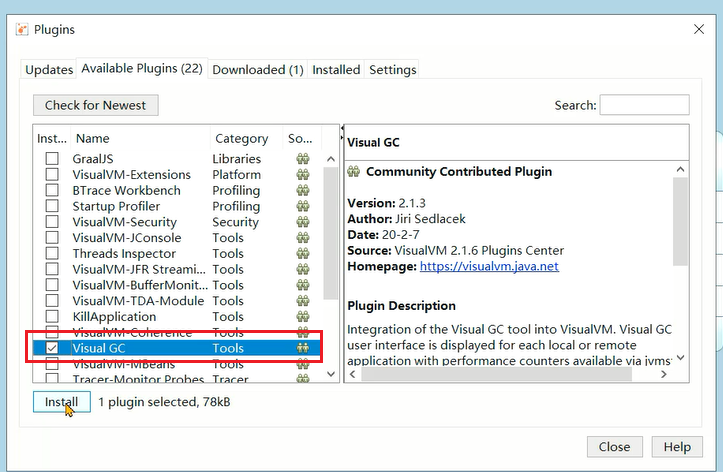 Plugins
Updates Available Plugins (22) Downloaded (1) Installed Settings
Check for Newest
Search:
Inst... Name Category So...
GraalJS Libraries
VisualVM-Extensions Platform
BTrace Workbench Profiling
Startup Profiler Profiling
VisualVM-Security Security
VisualVM-JConsole Tools
Threads Inspector Tools
VisualVM-JFR Streami... Tools
VisualVM-BufferMonit... Tools
VisualVM-TDA-Module Tools
KillApplication Tools
VisualVM-Coherence Tools
Visual GC Tools
VisualVM-MBeans Tools
Tracer-Monitor Probes Tracer
Visual GC
Community Contributed Plugin
Version: 2.1.3
Author: Jiri Sedlacek
Date: 20-2-7
Source: VisualVM 2.1.6 Plugins Center
Homepage: https://visualvm.java.net
Plugin Description
Integration of the Visual GC tool into VisualVM. Visual GC
user interface is displayed for each local or remote
application with performance counters available via jvms
Install 1 plugin selected, 78kB
Close Help